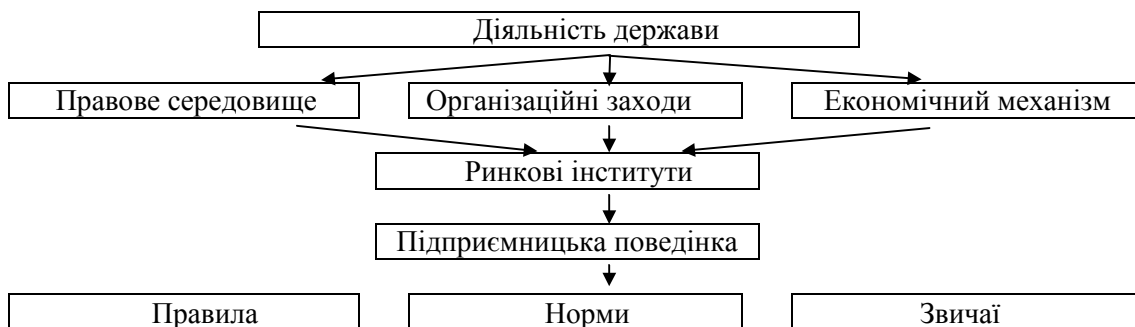 Діяльність держави
Правове середовище Організаційні заходи Економічний механізм
Ринкові інститути
Підприємницька поведінка
Правила Норми Звичаї